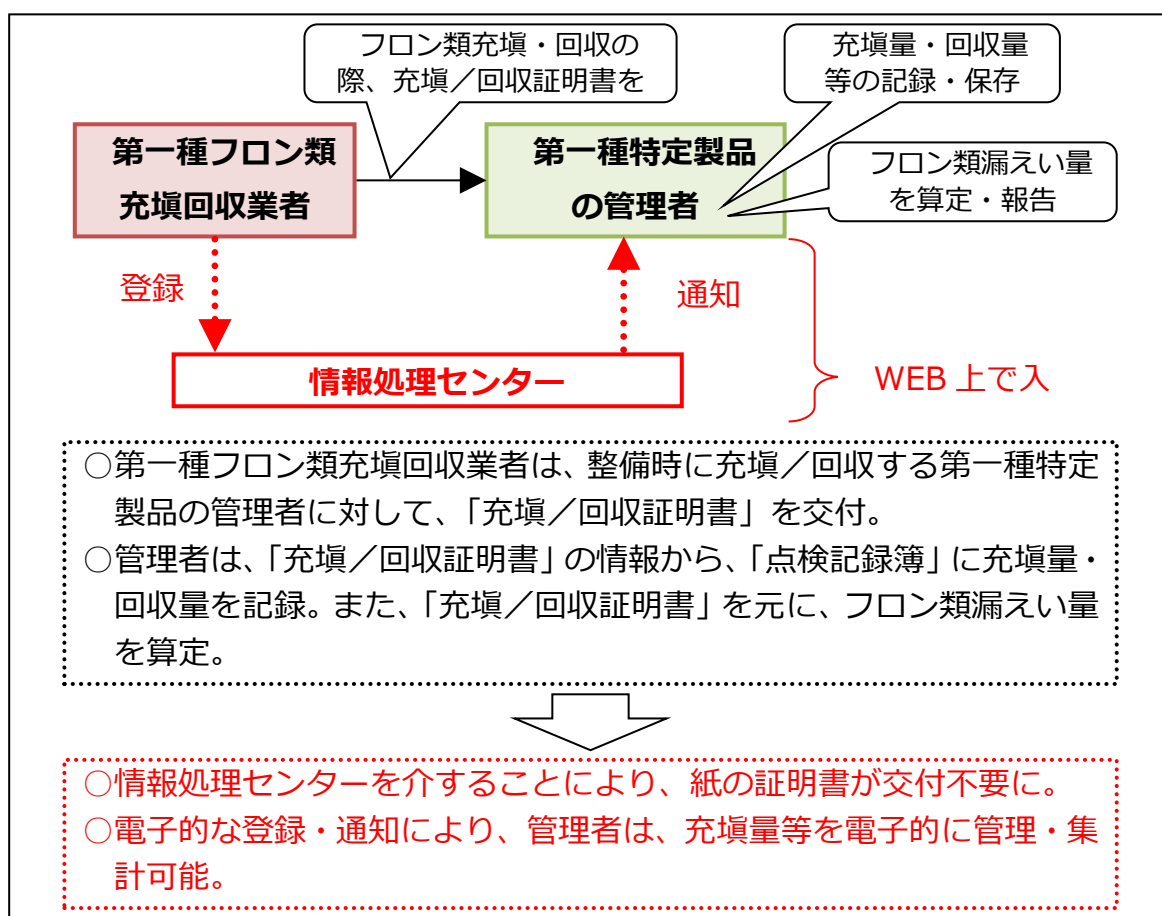 フロン類充塡・回収の
際、充塡／回収証明書を
充塡量・回収量
等の記録・保存
第一種フロン類
充塡回収業者
第一種特定製品
の管理者
フロン類漏えい量
を算定・報告
登録
通知
情報処理センター
WEB 上で入
○第一種フロン類充塡回収業者は、整備時に充塡／回収する第一種特定
製品の管理者に対して、「充塡／回収証明書」を交付。
○管理者は、「充塡／回収証明書」の情報から、「点検記録簿」に充塡量・
回収量を記録。また、「充塡／回収証明書」を元に、フロン類漏えい量
を算定。
○情報処理センターを介することにより、紙の証明書が交付不要に。
○電子的な登録・通知により、管理者は、充塡量等を電子的に管理・集
計可能。